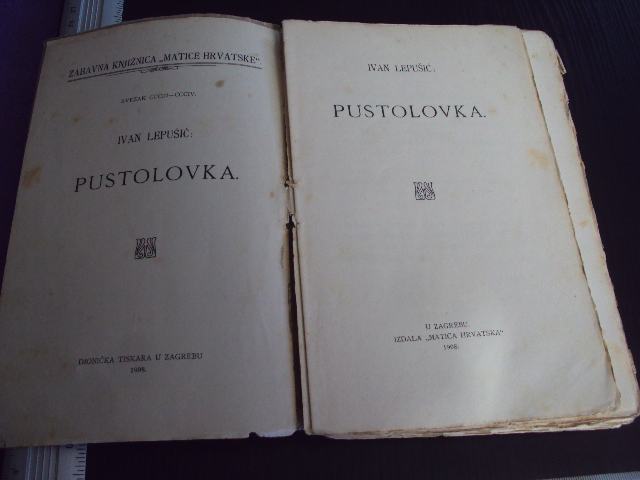 ZABAVNA KNJIŽNICA „MATICE HRVATSKE“
SVEZAK CCCIII—CCCIV.
IVAN LEPUŠIĆ:
PUSTOLOVKA.
DIONIČKA TISKARA U ZAGREBU
1908.
IVAN LEPUŠIĆ:
PUSTOLOVKA.
U ZAGREBU.
IZDALA „MATICA HRVATSKA“
1908.